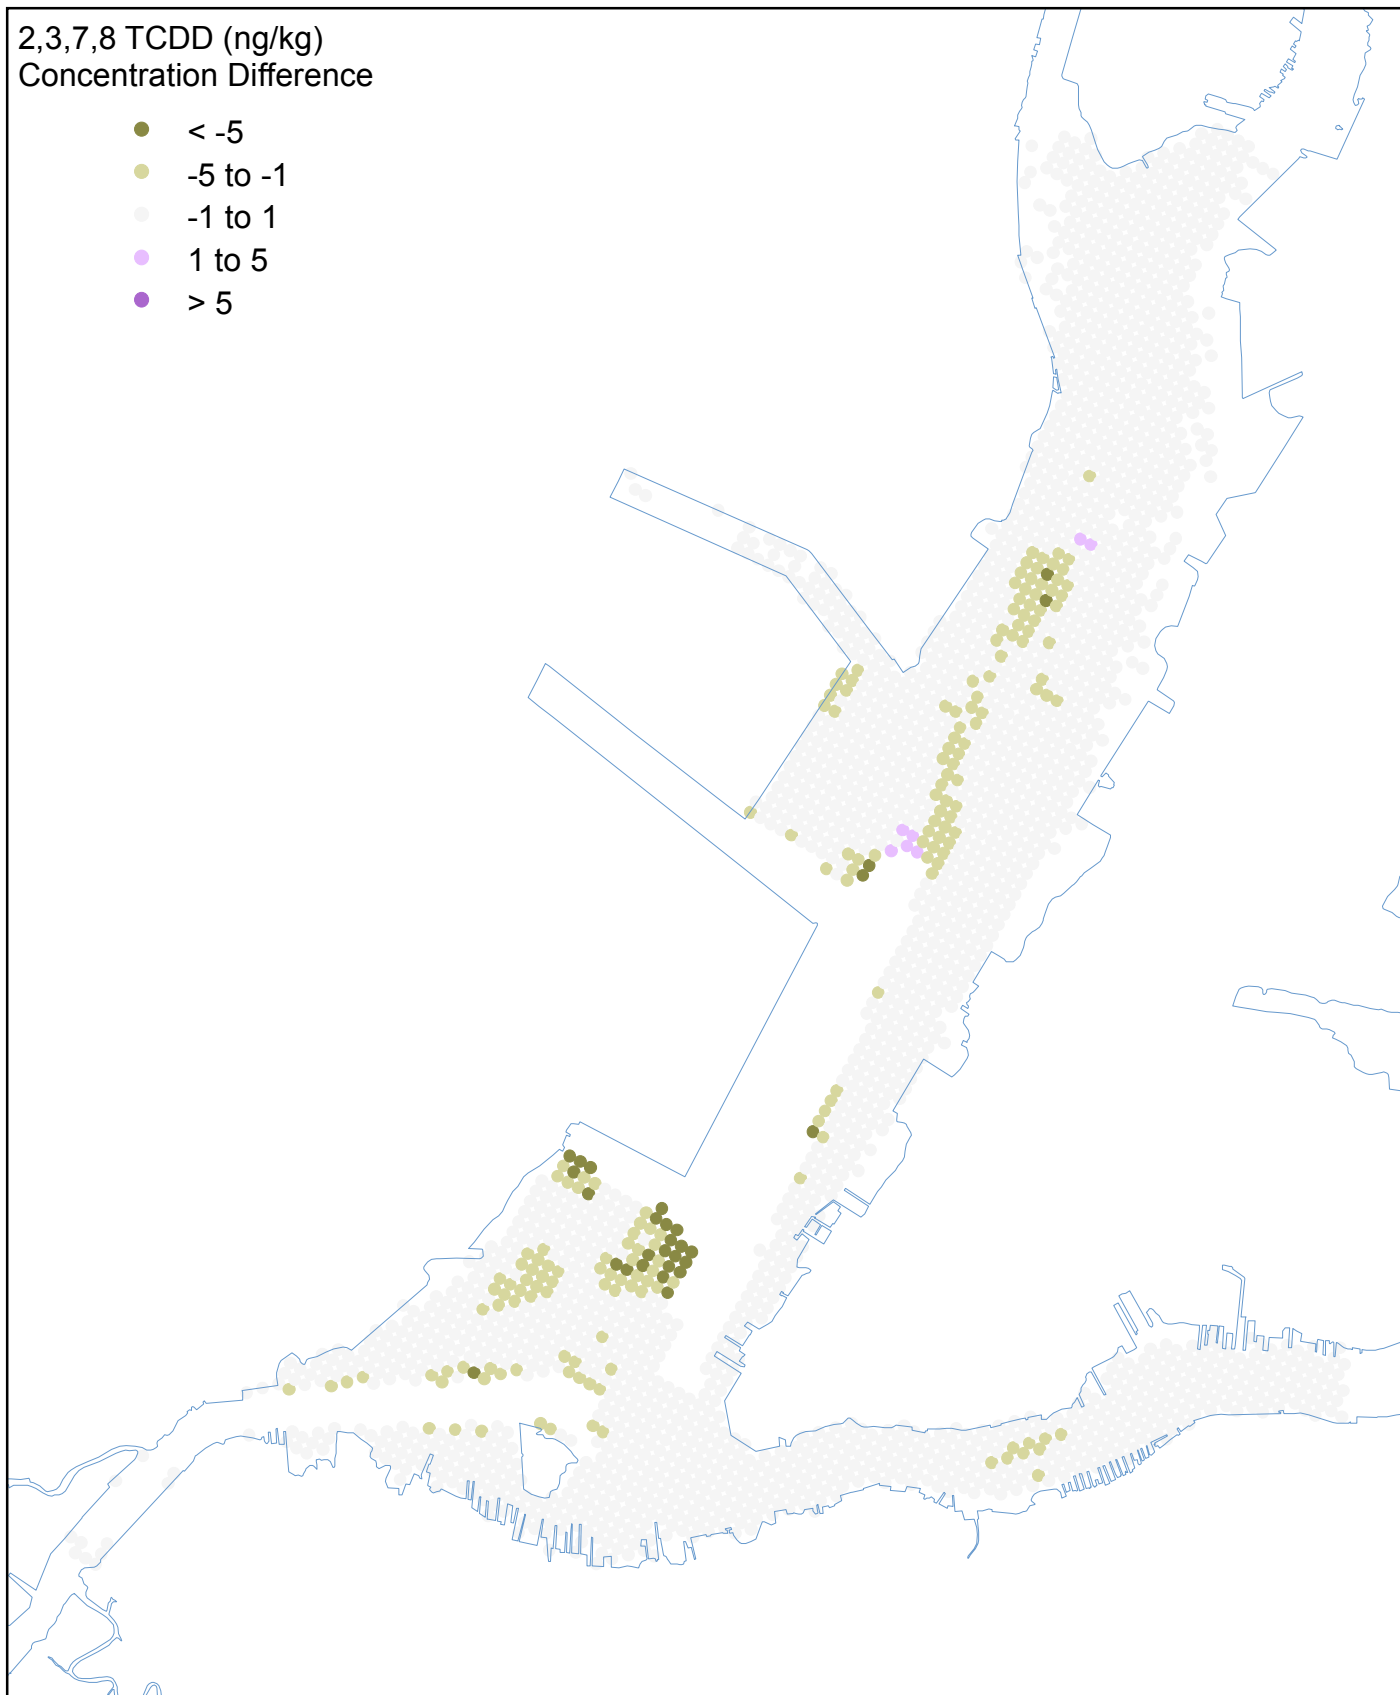 2,3,7,8 TCDD (ng/kg)
Concentration Difference
< -5
-5 to -1
-1 to 1
1 to 5
> 5